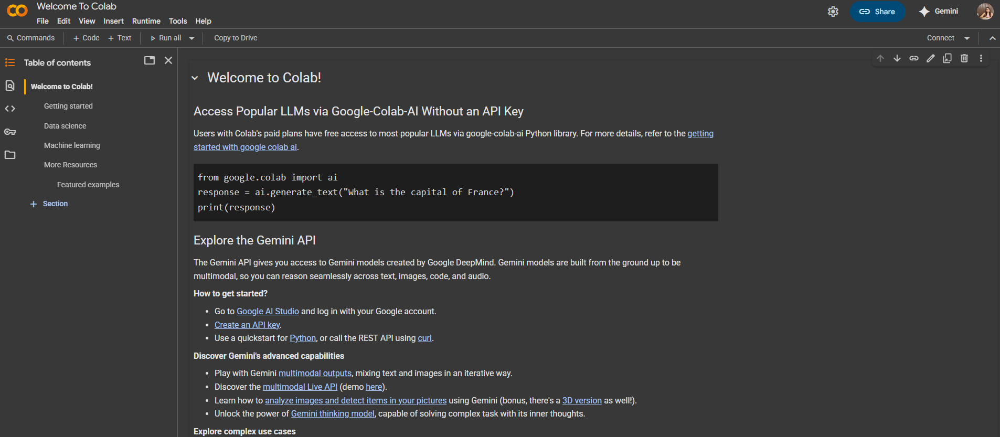 Welcome To Colab
File Edit View Insert Runtime Tools Help
Share
Gemini
Commands + Code + Text Run all Copy to Drive
Connect
Table of contents
Welcome to Colab!
Getting started
Data science
Machine learning
More Resources
Featured examples
+ Section
Welcome to Colab!
Access Popular LLMs via Google-Colab-AI Without an API Key
Users with Colab's paid plans have free access to most popular LLMs via google-colab-ai Python library. For more details, refer to the getting
started with google colab ai.
from google.colab import ai
response = ai.generate_text("What is the capital of France?")
print(response)
Explore the Gemini API
The Gemini API gives you access to Gemini models created by Google DeepMind. Gemini models are built from the ground up to be
multimodal, so you can reason seamlessly across text, images, code, and audio.
How to get started?
• Go to Google AI Studio and log in with your Google account.
• Create an API key.
• Use a quickstart for Python, or call the REST API using curl.
Discover Gemini's advanced capabilities
• Play with Gemini multimodal outputs, mixing text and images in an iterative way.
• Discover the multimodal Live API (demo here).
• Learn how to analyze images and detect items in your pictures using Gemini (bonus, there's a 3D version as well!).
• Unlock the power of Gemini thinking model, capable of solving complex task with its inner thoughts.
Explore complex use cases